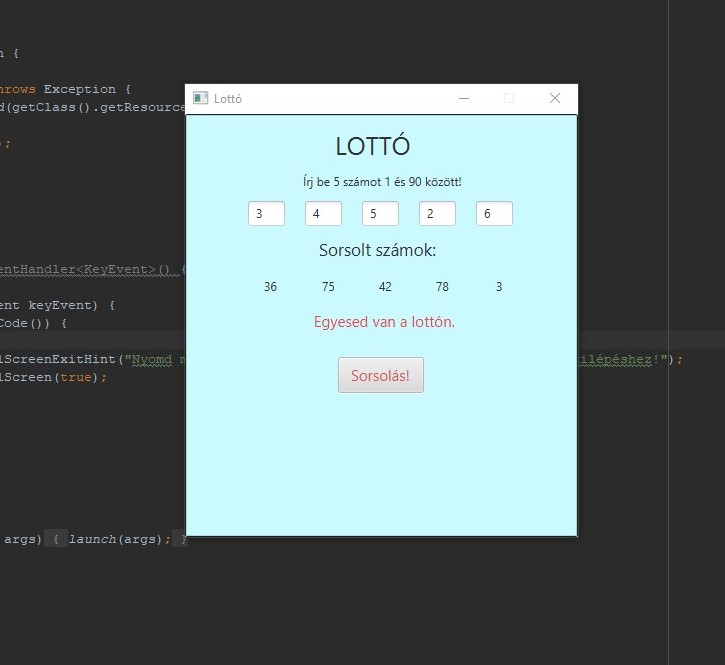 n {
hrows Exception {
d(getClass().getResource
);
Lottó
LOTTÓ
Írj be 5 számot 1 és 90 között!
3 4 5 2 6
Sorsolt számok:
36 75 42 78 3
Egyesed van a lottón.
Sorsolás!
entHandler<KeyEvent>() {
ent keyEvent) {
Code()) {
lScreenExitHint("Nyomd m
ilépéshez!");
lScreen(true);
args) { launch(args); }